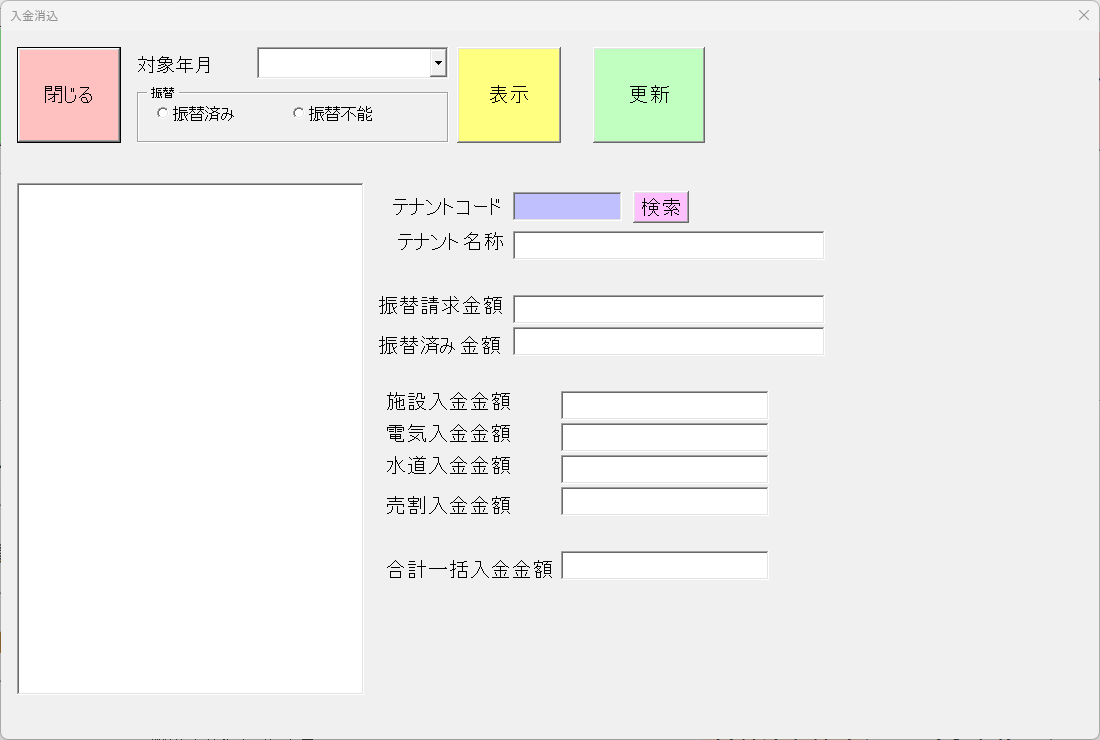 入金消込
閉じる
対象年月
振替
振替済み
振替不能
表示
更新
テナントコード
検索
テナント名称
振替請求金額
振替済み金額
施設入金金額
電気入金金額
水道入金金額
売割入金金額
合計一括入金金額